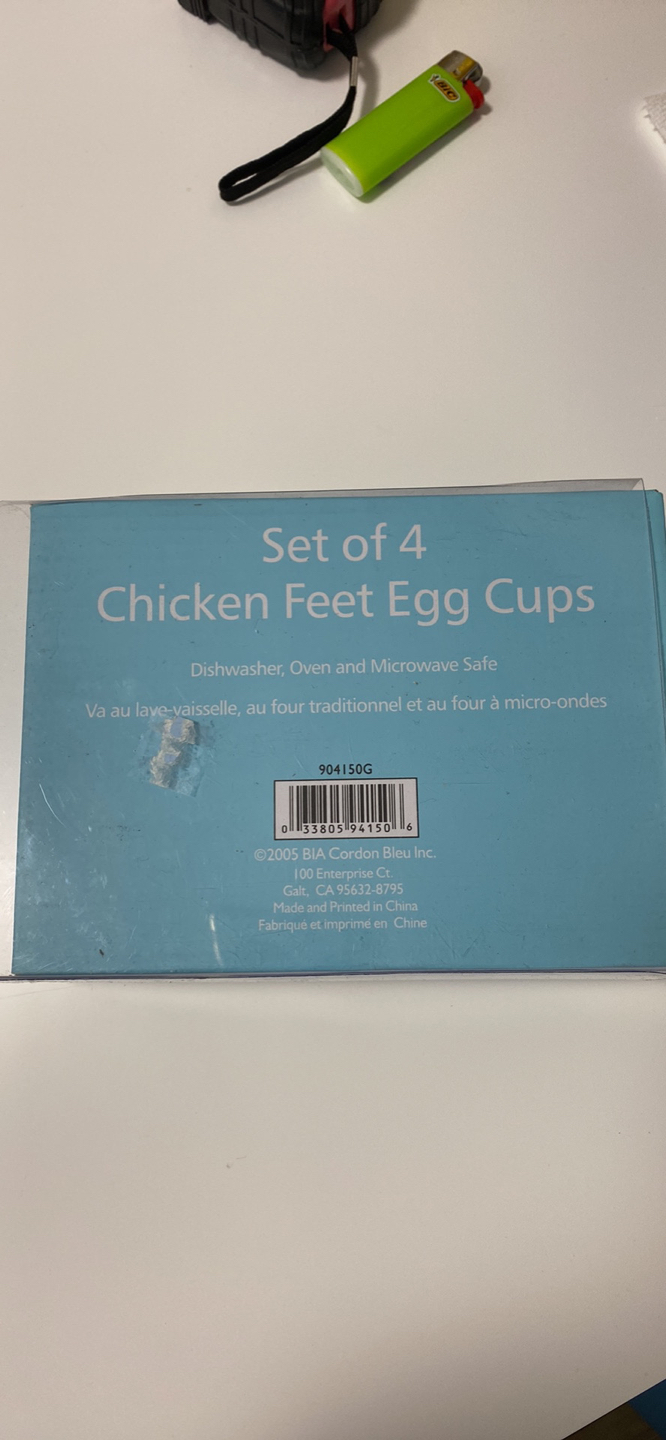 BIC
Set of 4
Chicken Feet Egg Cups
Dishwasher, Oven and Microwave Safe
Va au lave-vaisselle, au four traditionnel et au four à micro-ondes
904150G
0 33805 94150 6
©2005 BIA Cordon Bleu Inc.
100 Enterprise Ct.
Galt, CA 95632-8795
Made and Printed in China
Fabriqué et imprimé en Chine